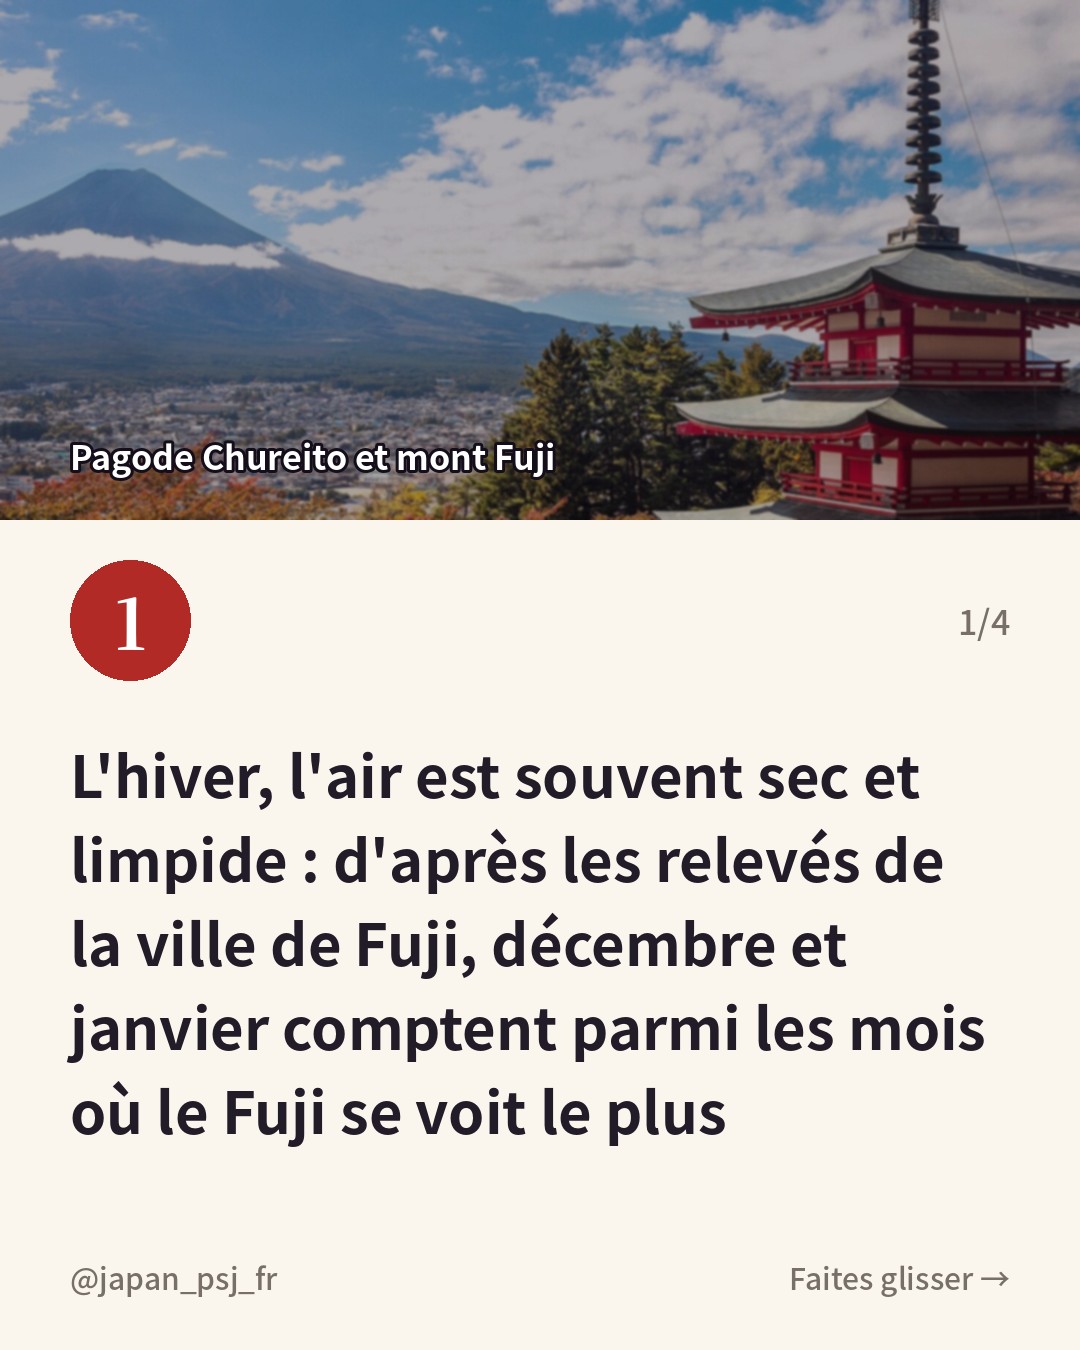 Pagode Chureito et mont Fuji
1
1/4
L'hiver, l'air est souvent sec et
limpide : d'après les relevés de
la ville de Fuji, décembre et
janvier comptent parmi les mois
où le Fuji se voit le plus
@japan_psj_fr
Faites glisser →